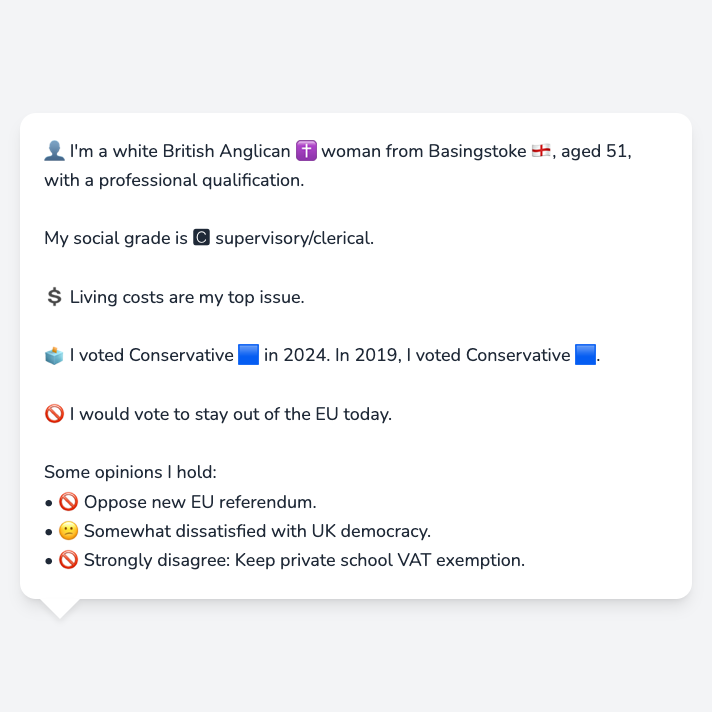 👤 I'm a white British Anglican ✝️ woman from Basingstoke 🏴󠁧󠁢󠁥󠁮󠁧󠁿, aged 51,
with a professional qualification.
My social grade is 🅲 supervisory/clerical.
💲 Living costs are my top issue.
🗳️ I voted Conservative 🟦 in 2024. In 2019, I voted Conservative 🟦.
🚫 I would vote to stay out of the EU today.
Some opinions I hold:
• 🚫 Oppose new EU referendum.
• 🙁 Somewhat dissatisfied with UK democracy.
• 🚫 Strongly disagree: Keep private school VAT exemption.